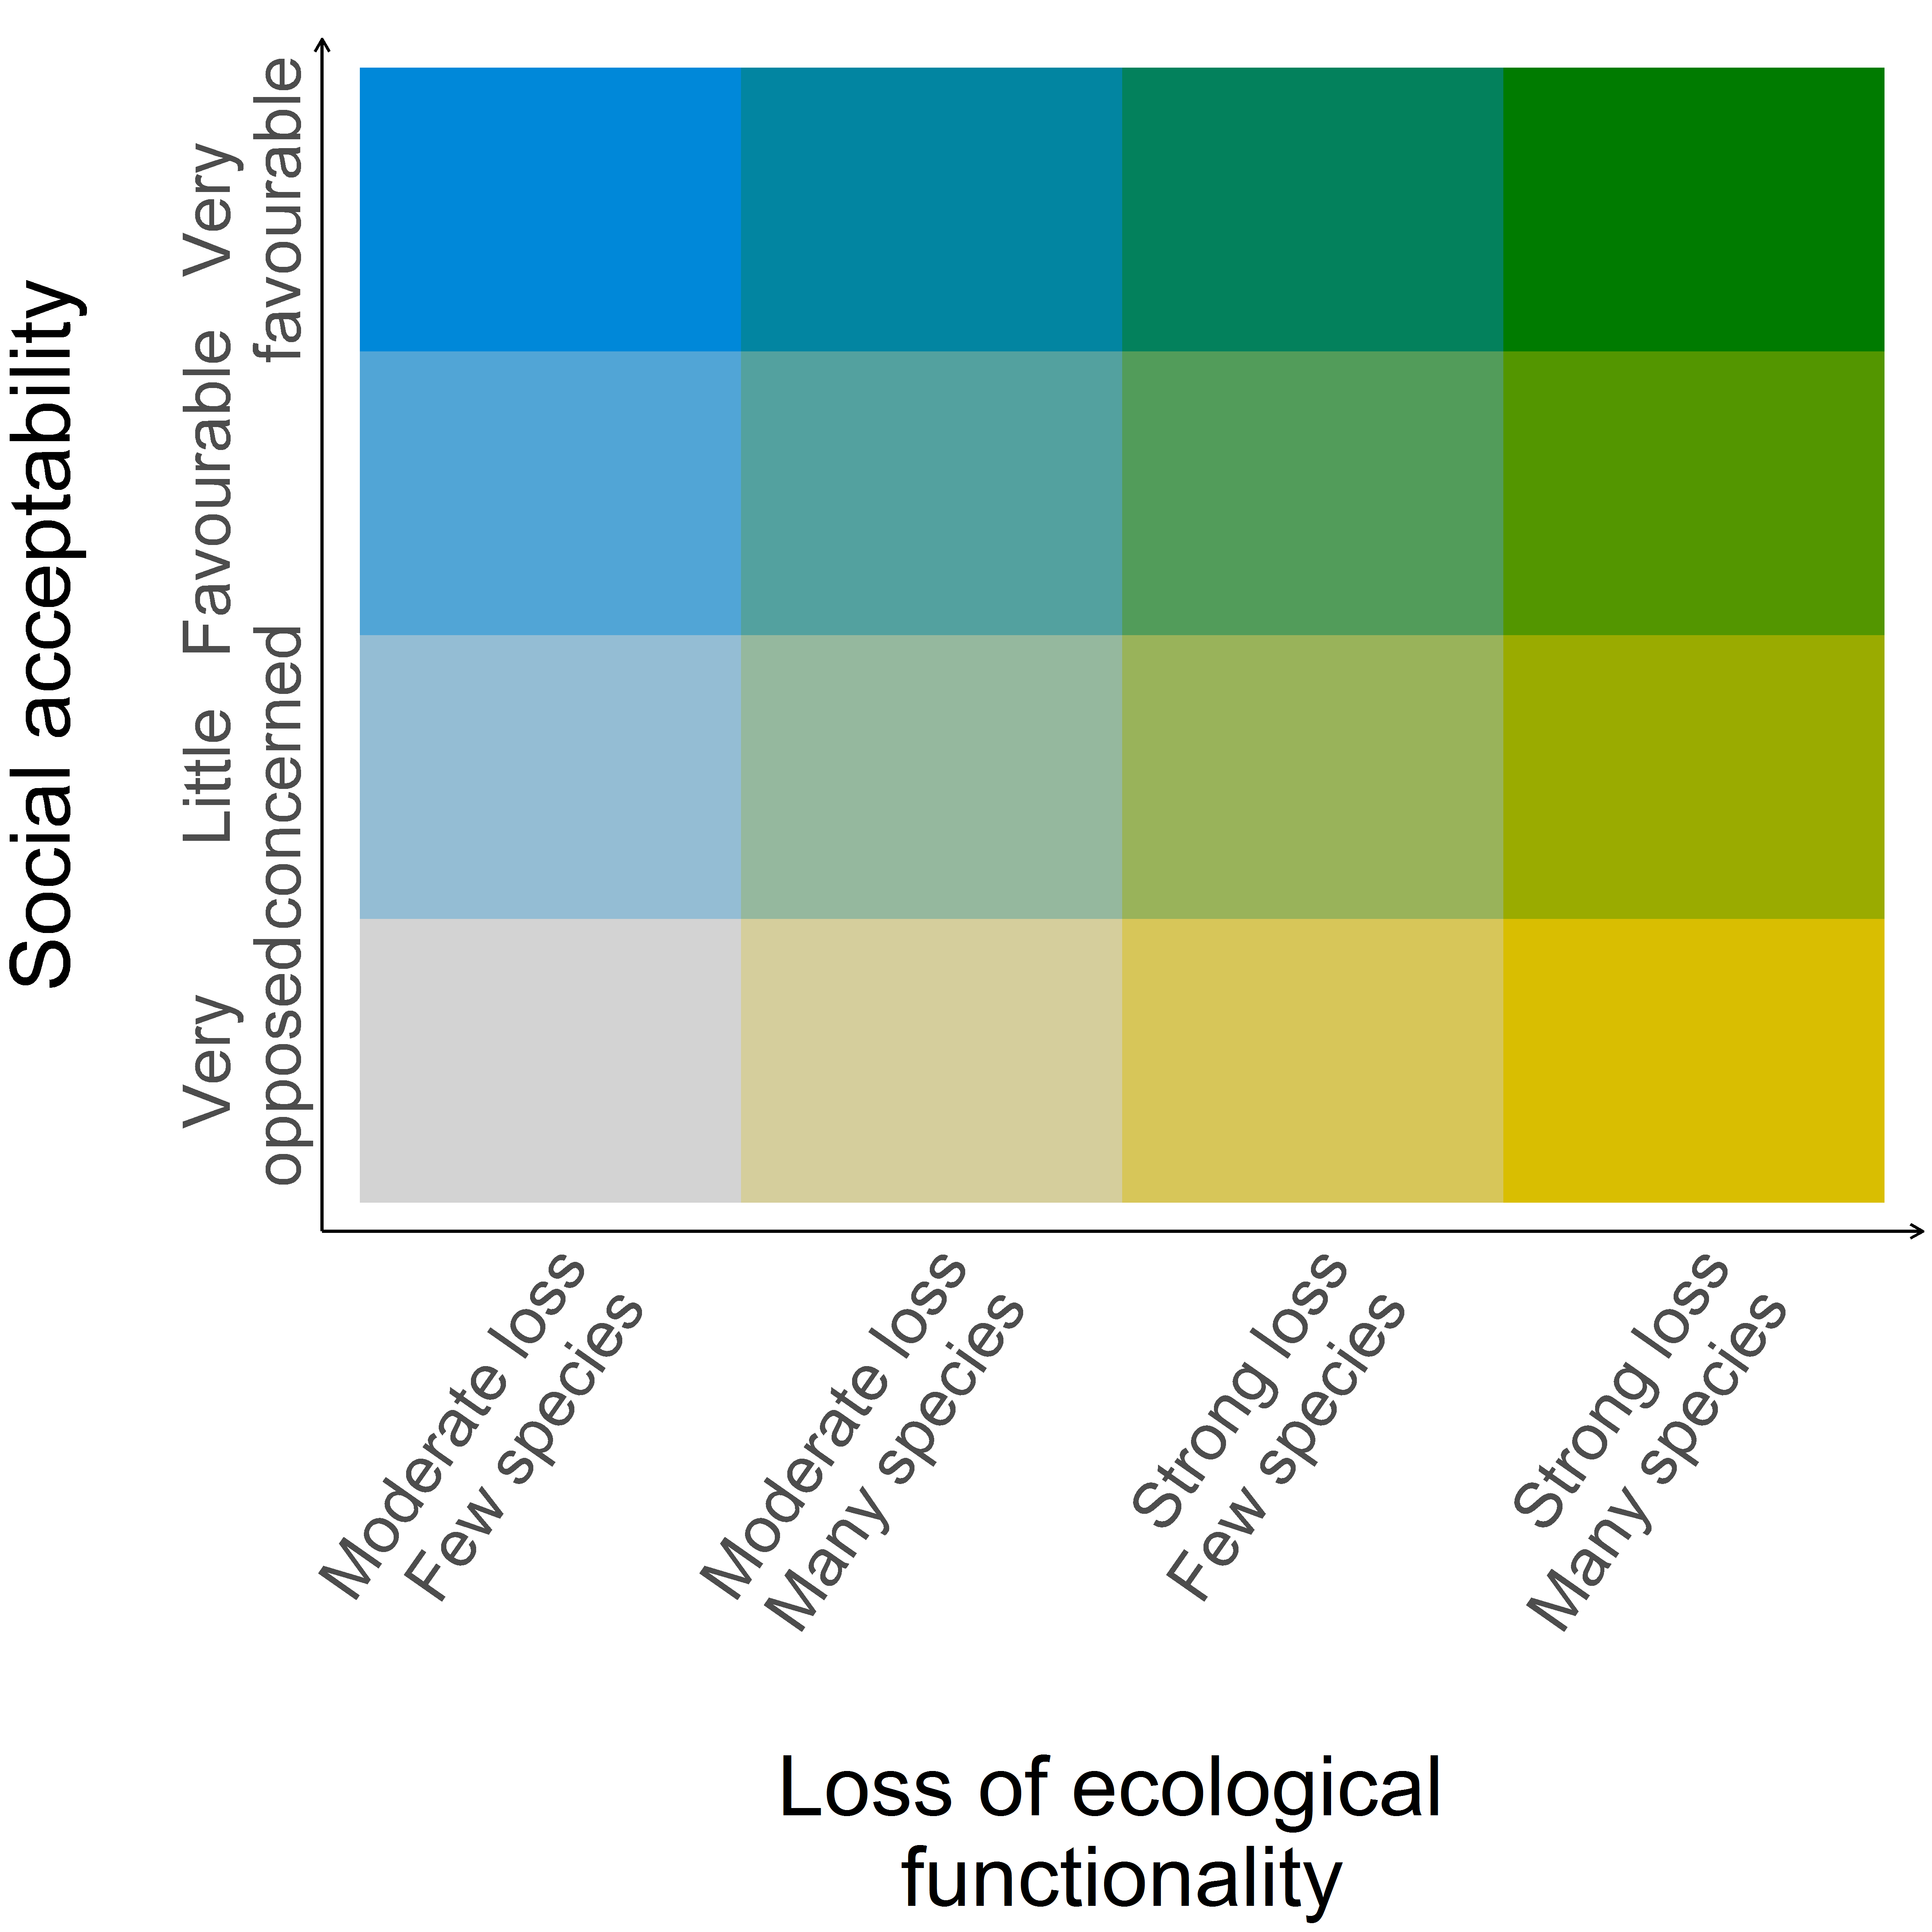 Social acceptability
Very
favourable
Favourable
Little
concerned
Very
opposed
Moderate loss
Few species
Moderate loss
Many species
Strong loss
Few species
Strong loss
Many species
Loss of ecological
functionality